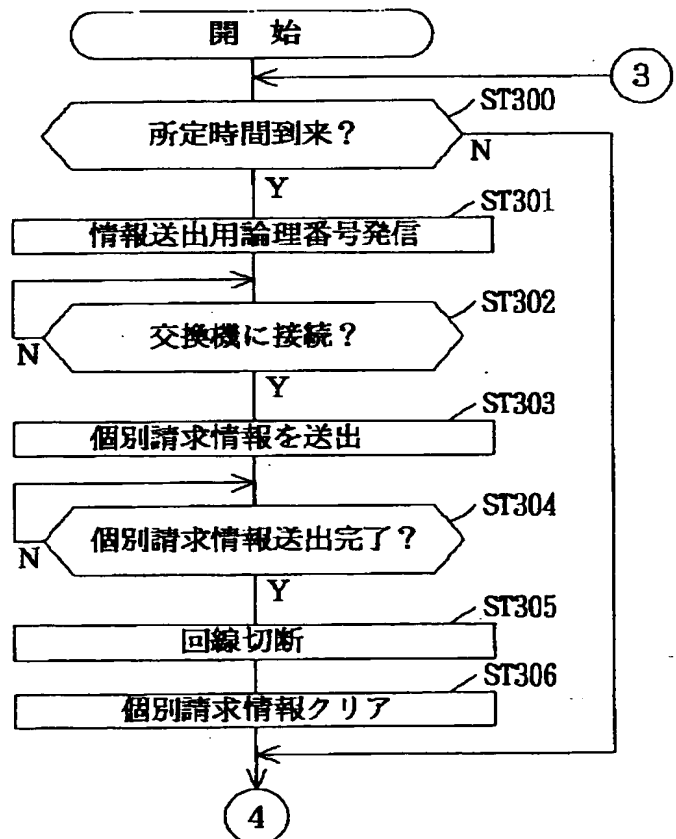 開 始
3
ST300
所定時間到来?
N
Y
ST301
情報送出用論理番号発信
ST302
交換機に接続?
N
Y
ST303
個別請求情報を送出
ST304
個別請求情報送出完了?
N
Y
ST305
回線切断
ST306
個別請求情報クリア
4